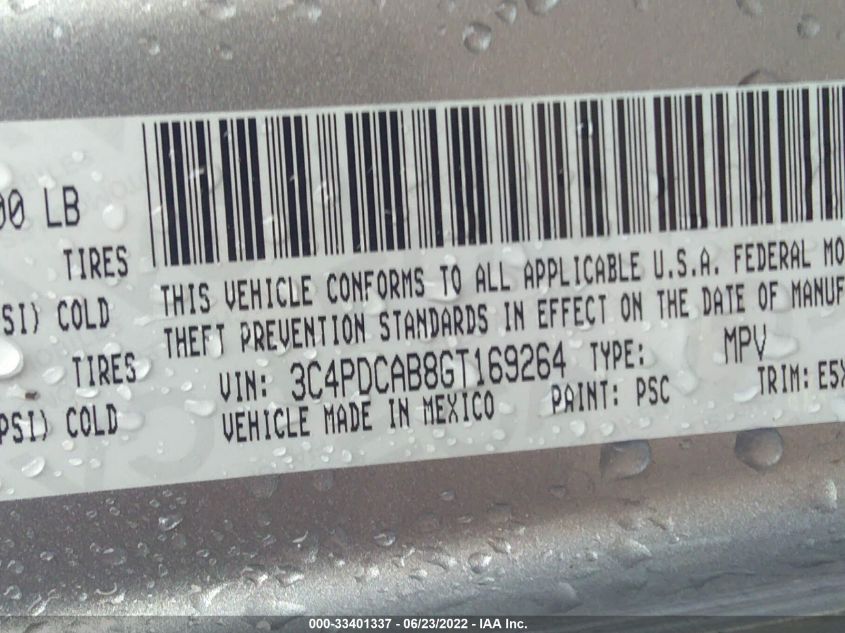 00 LB
TIRES
SI) COLD
TIRES
PSI) COLD
THIS VEHICLE CONFORMS TO ALL APPLICABLE U.S.A. FEDERAL MO
THEFT PREVENTION STANDARDS IN EFFECT ON THE DATE OF MANUF
VIN: 3C4PDCAB8GT169264 TYPE: MPV
VEHICLE MADE IN MEXICO PAINT: PSC TRIM: E5X
000-33401337 - 06/23/2022 - IAA Inc.